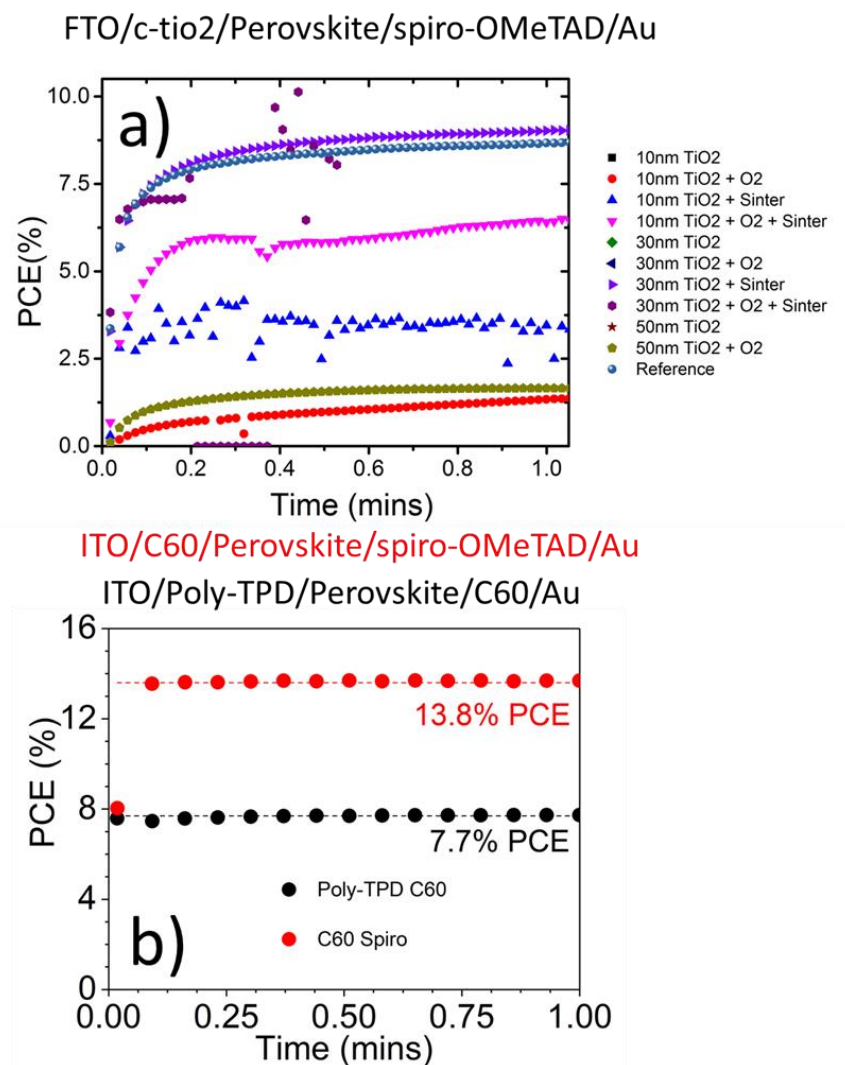 FTO/c-tio2/Perovskite/spiro-OMeTAD/Au
a)
10.0
7.5
5.0
2.5
0.0
PCE(%)
0.0 0.2 0.4 0.6 0.8 1.0
Time (mins)
10nm TiO2
10nm TiO2 + O2
10nm TiO2 + Sinter
10nm TiO2 + O2 + Sinter
30nm TiO2
30nm TiO2 + O2
30nm TiO2 + Sinter
30nm TiO2 + O2 + Sinter
50nm TiO2
50nm TiO2 + O2
Reference
ITO/C60/Perovskite/spiro-OMeTAD/Au
ITO/Poly-TPD/Perovskite/C60/Au
16
12
8
4
0
PCE (%)
13.8% PCE
7.7% PCE
Poly-TPD C60
C60 Spiro
b)
0.00 0.25 0.50 0.75 1.00
Time (mins)